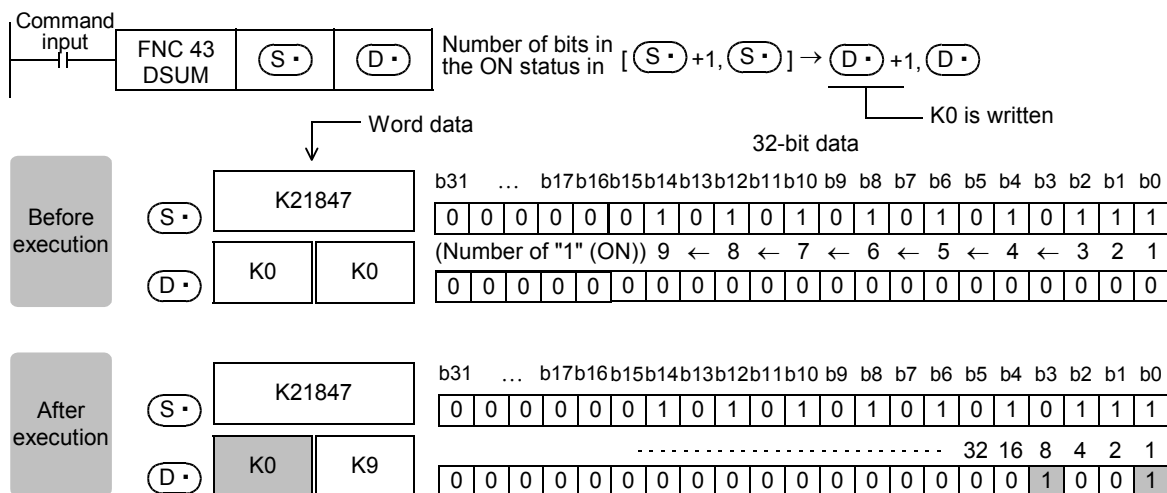 Command
input
FNC 43
DSUM
S・
D・
Number of bits in
the ON status in [ S・ +1, S・ ] → D・ +1, D・
K0 is written
Word data
32-bit data
Before
execution
b31 … b17 b16 b15 b14 b13 b12 b11 b10 b9 b8 b7 b6 b5 b4 b3 b2 b1 b0
S・ K21847 0 0 0 0 0 0 1 0 1 0 1 0 1 0 1 0 1 0 1 1 1
(Number of "1" (ON)) 9 ← 8 ← 7 ← 6 ← 5 ← 4 ← 3 2 1
D・ K0 K0 0 0 0 0 0 0 0 0 0 0 0 0 0 0 0 0 0 0 0 0 0
After
execution
b31 … b17 b16 b15 b14 b13 b12 b11 b10 b9 b8 b7 b6 b5 b4 b3 b2 b1 b0
S・ K21847 0 0 0 0 0 0 1 0 1 0 1 0 1 0 1 0 1 0 1 1 1
32 16 8 4 2 1
D・ K0 K9 0 0 0 0 0 0 0 0 0 0 0 0 0 0 0 0 0 1 0 0 1